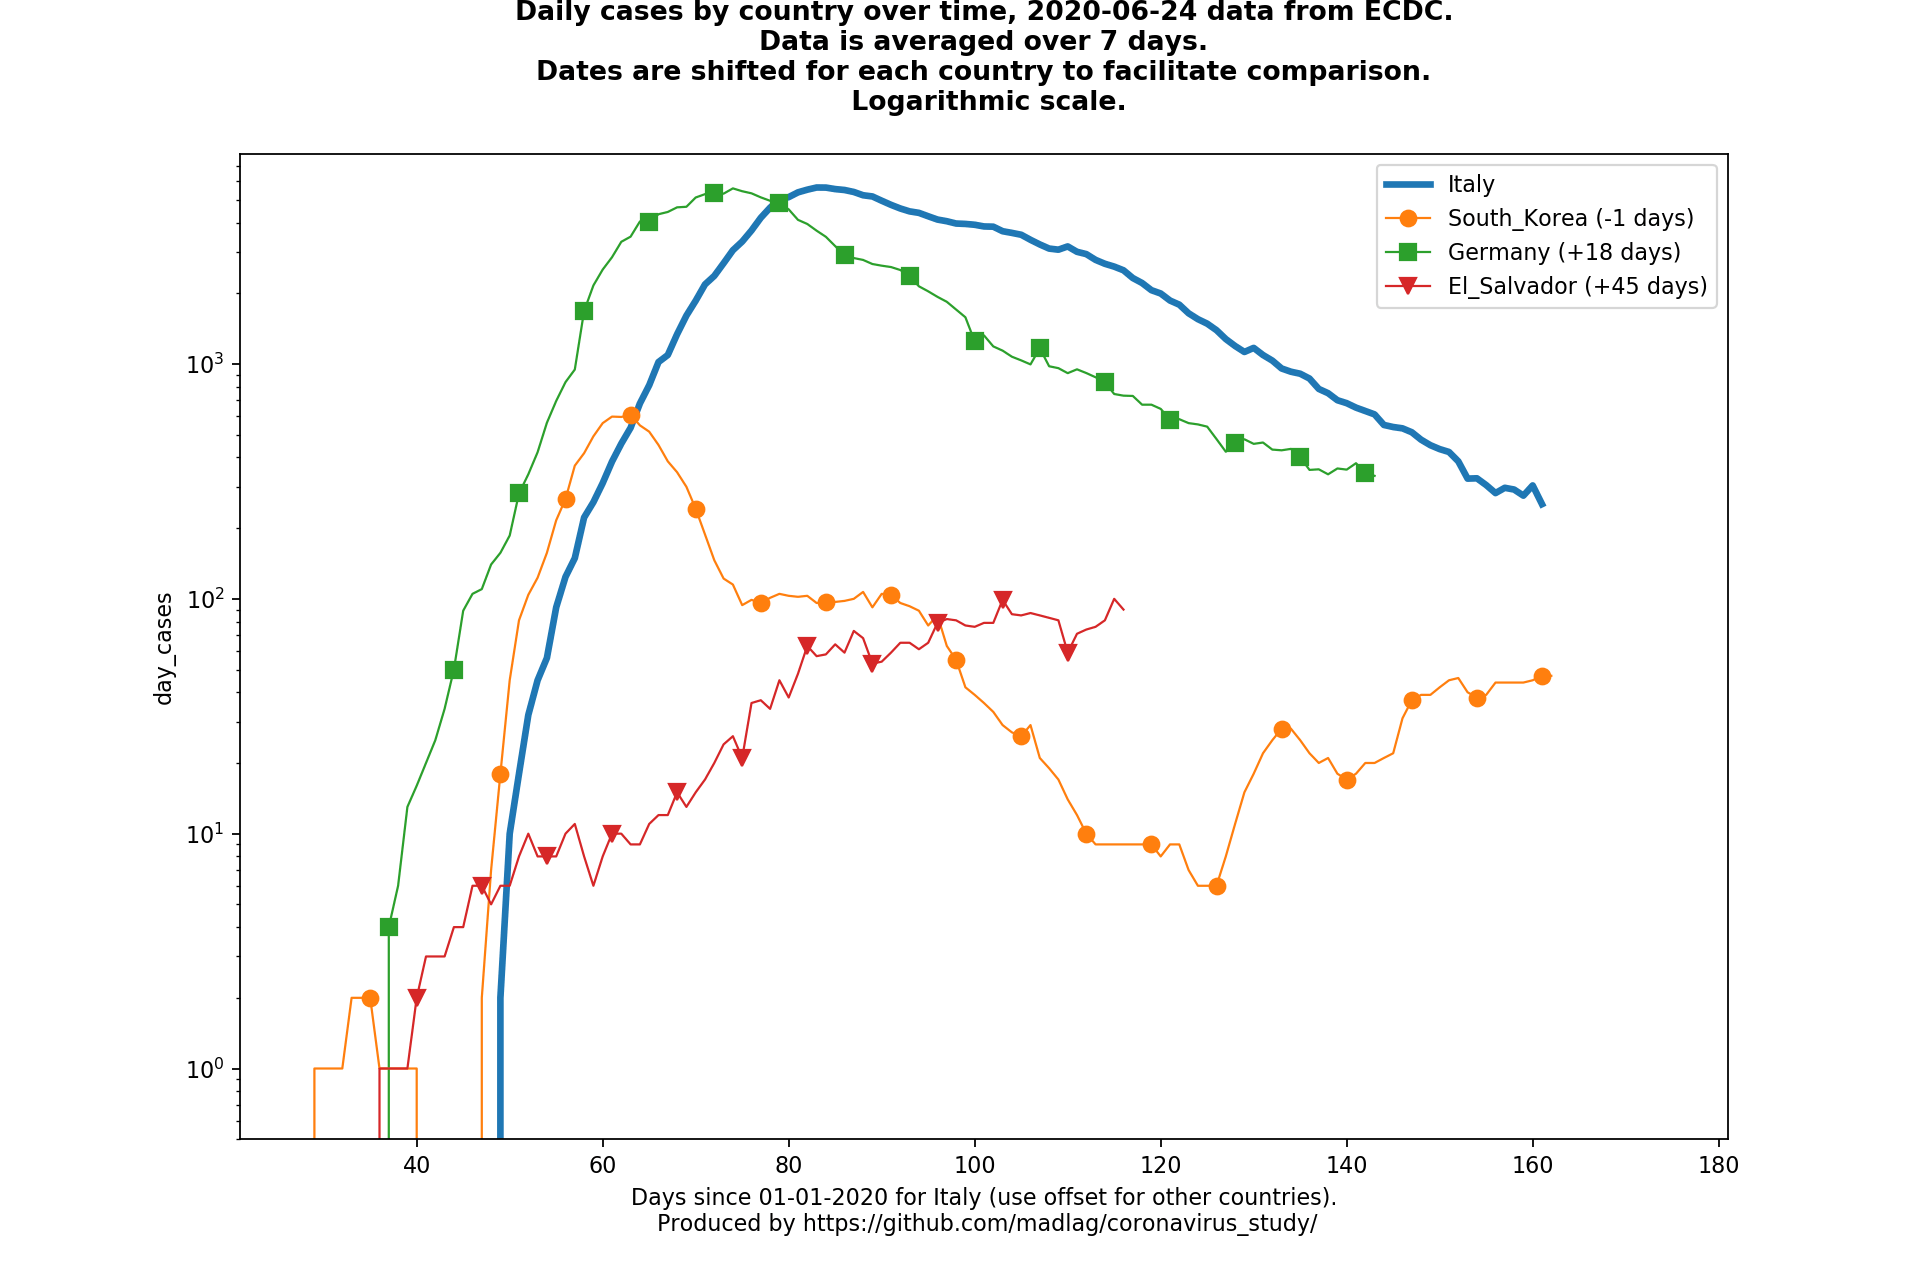 Daily cases by country over time, 2020-06-24 data from ECDC.
Data is averaged over 7 days.
Dates are shifted for each country to facilitate comparison.
Logarithmic scale.
Italy
South_Korea (-1 days)
Germany (+18 days)
El_Salvador (+45 days)
day_cases
10³
10²
10¹
10⁰
40 60 80 100 120 140 160 180
Days since 01-01-2020 for Italy (use offset for other countries).
Produced by https://github.com/madlag/coronavirus_study/